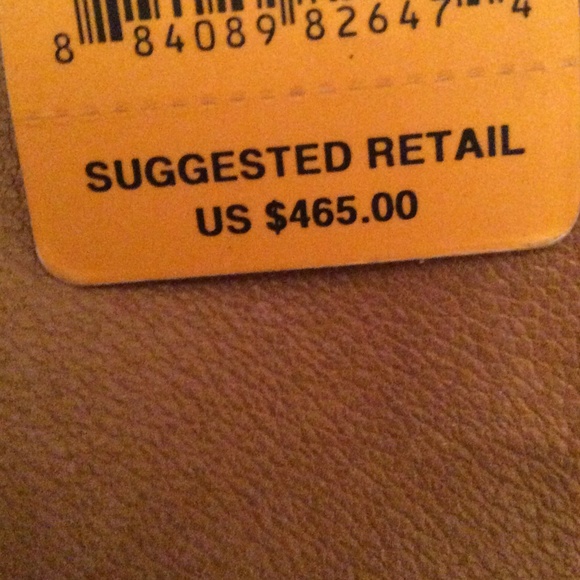 8 84089 82647 4
SUGGESTED RETAIL
US $465.00